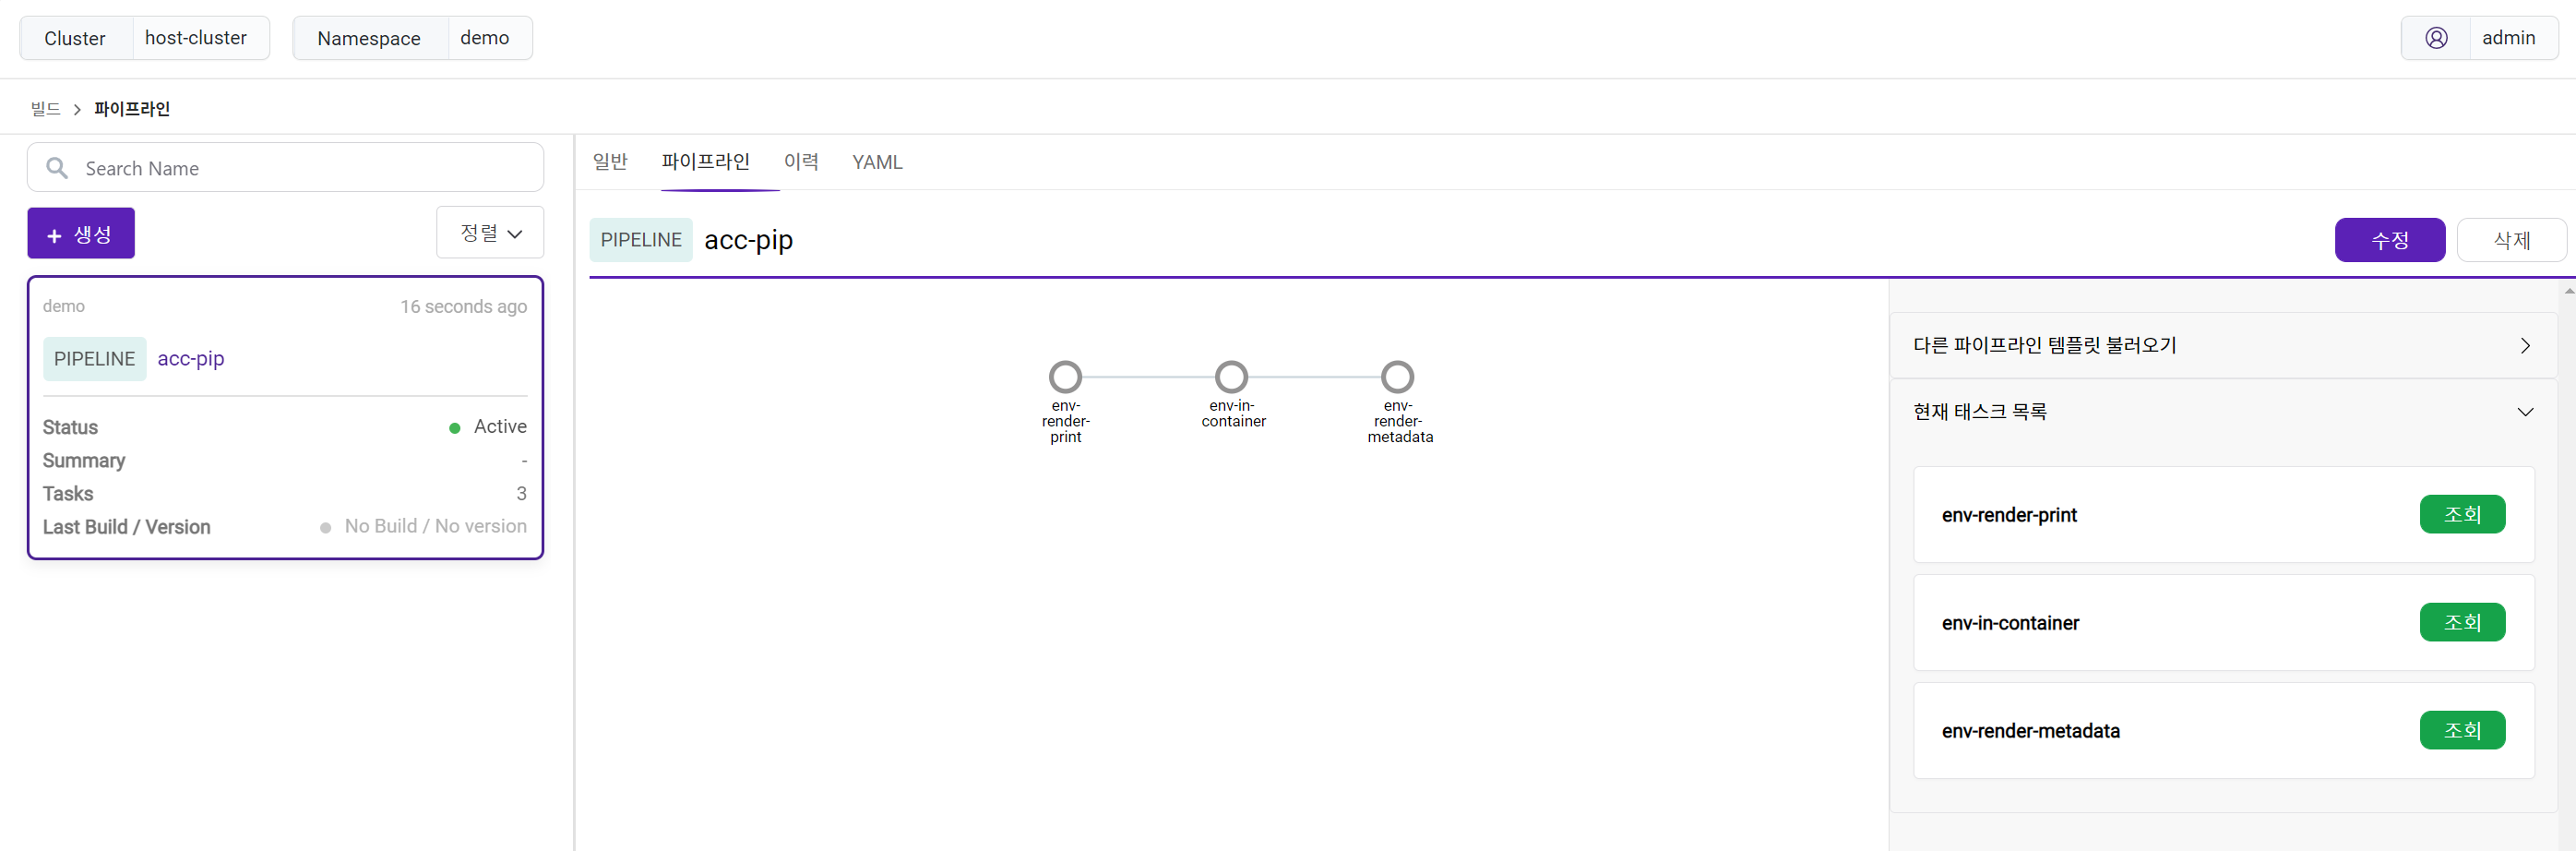 Cluster host-cluster Namespace demo admin
빌드 > 파이프라인
Search Name
+ 생성 정렬
demo 16 seconds ago
PIPELINE acc-pip
Status Active
Summary -
Tasks 3
Last Build / Version No Build / No version
일반 파이프라인 이력 YAML
PIPELINE acc-pip 수정 삭제
env-
render-
print
env-in-
container
env-
render-
metadata
다른 파이프라인 템플릿 불러오기
현재 태스크 목록
env-render-print 조회
env-in-container 조회
env-render-metadata 조회